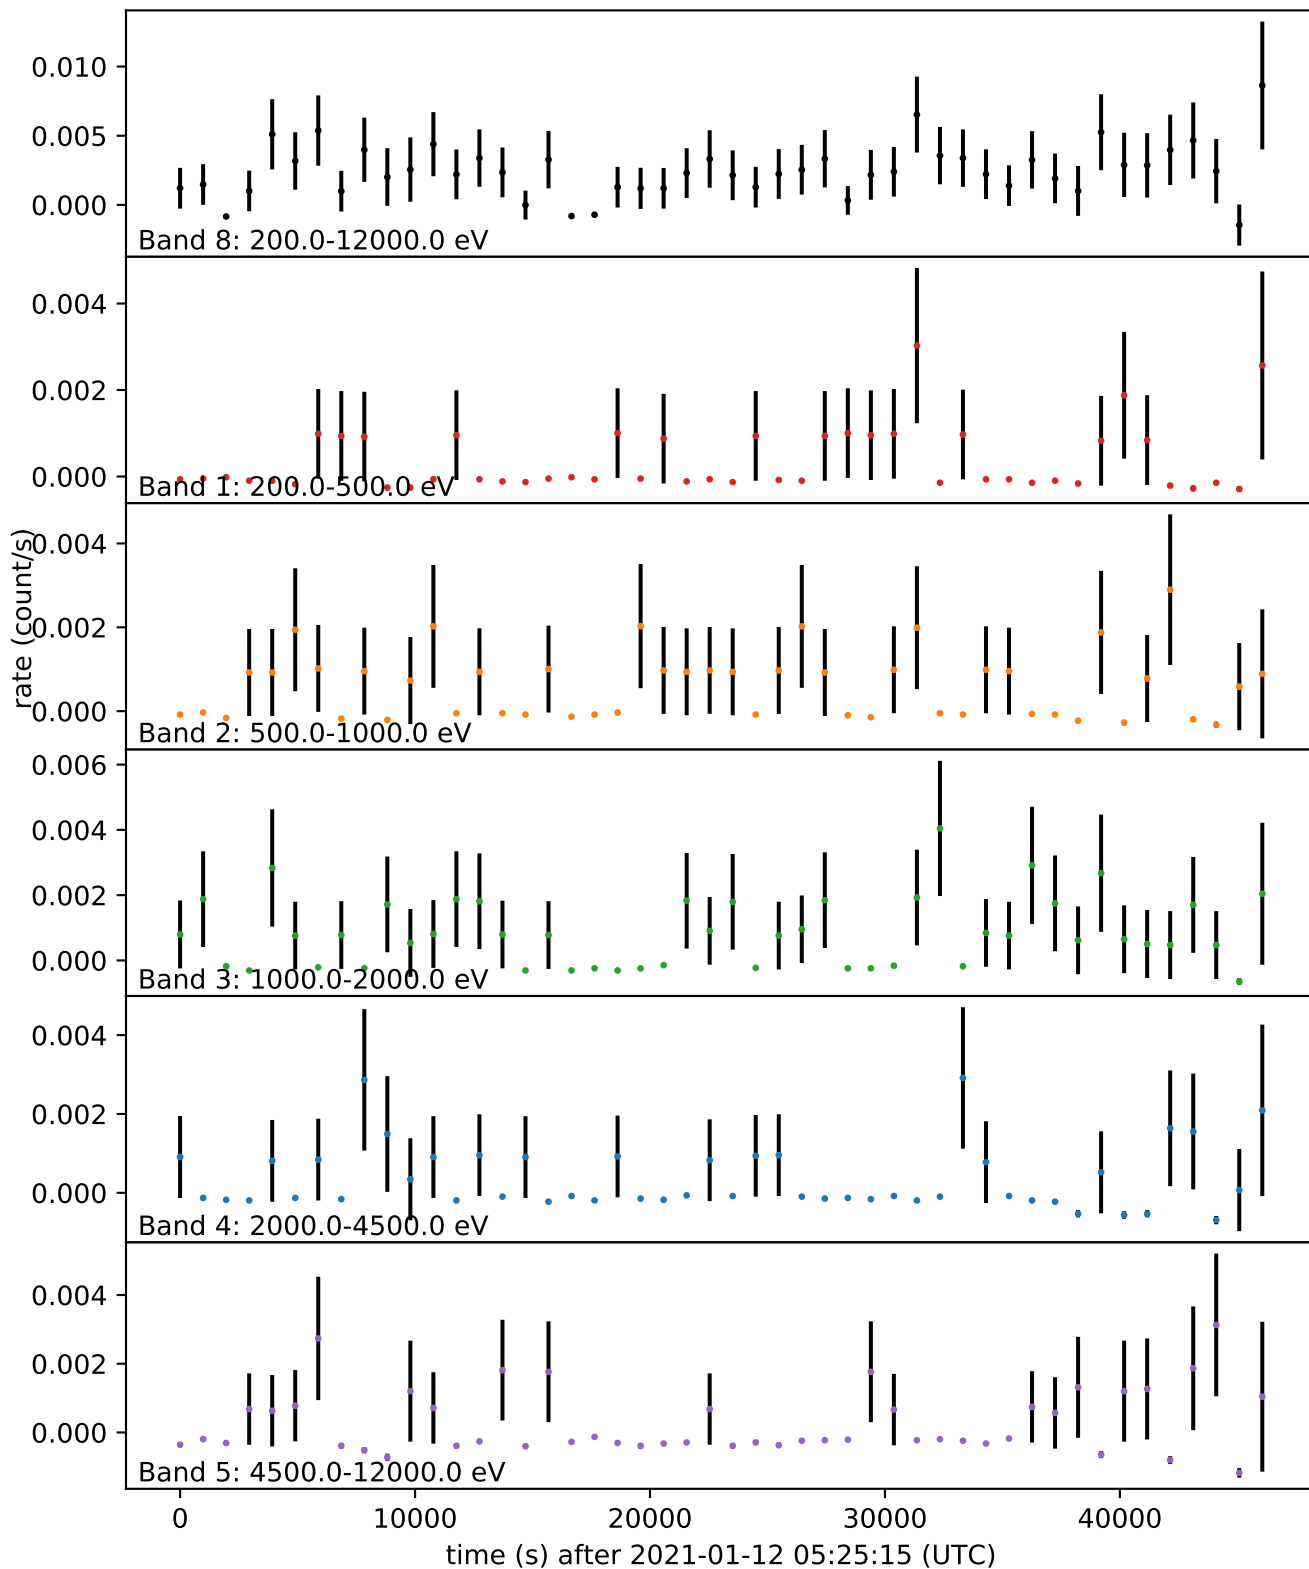 0.010
0.005
0.000
Band 8: 200.0-12000.0 eV
0.004
0.002
0.000
Band 1: 200.0-500.0 eV
rate (count/s)
0.004
0.002
0.000
Band 2: 500.0-1000.0 eV
0.006
0.004
0.002
0.000
Band 3: 1000.0-2000.0 eV
0.004
0.002
0.000
Band 4: 2000.0-4500.0 eV
0.004
0.002
0.000
Band 5: 4500.0-12000.0 eV
0 10000 20000 30000 40000
time (s) after 2021-01-12 05:25:15 (UTC)